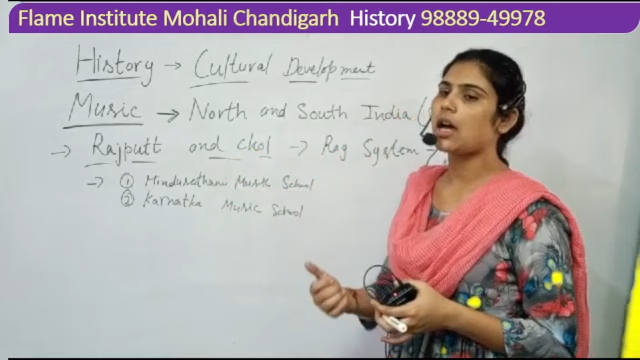 Flame Institute Mohali Chandigarh History 98889-49978
History → Cultural Development
Music → North and South India (
→ Rajputt and chol → Rag System →
→ ① Hindusthani Music School
② Karnatka Music School